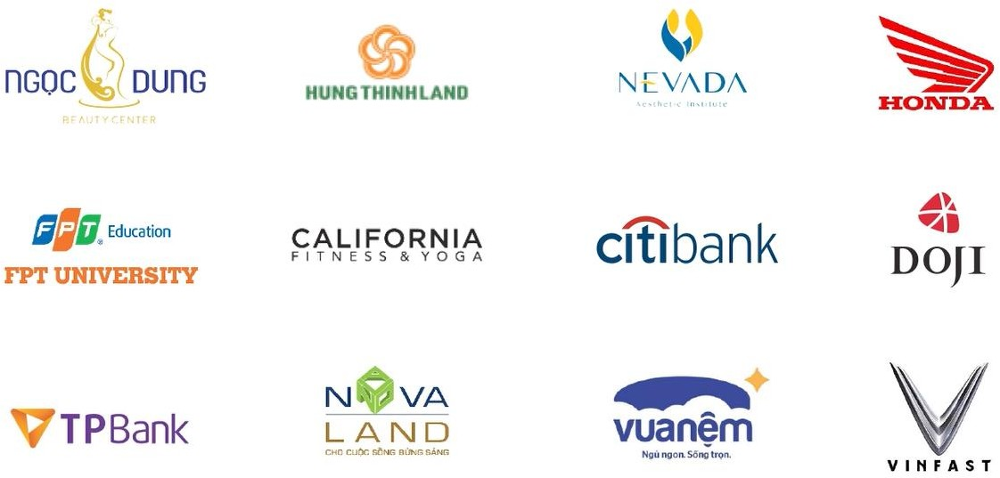 NGỌC DUNG
BEAUTY CENTER
HUNG THINH LAND
NEVADA
Aesthetic Institute
HONDA
FPT Education
FPT UNIVERSITY
CALIFORNIA
FITNESS & YOGA
citibank
DOJI
TPBank
NOVA
LAND
CHO CUỘC SỐNG BỪNG SÁNG
vuanệm
Ngủ ngon. Sống trọn.
VINFAST